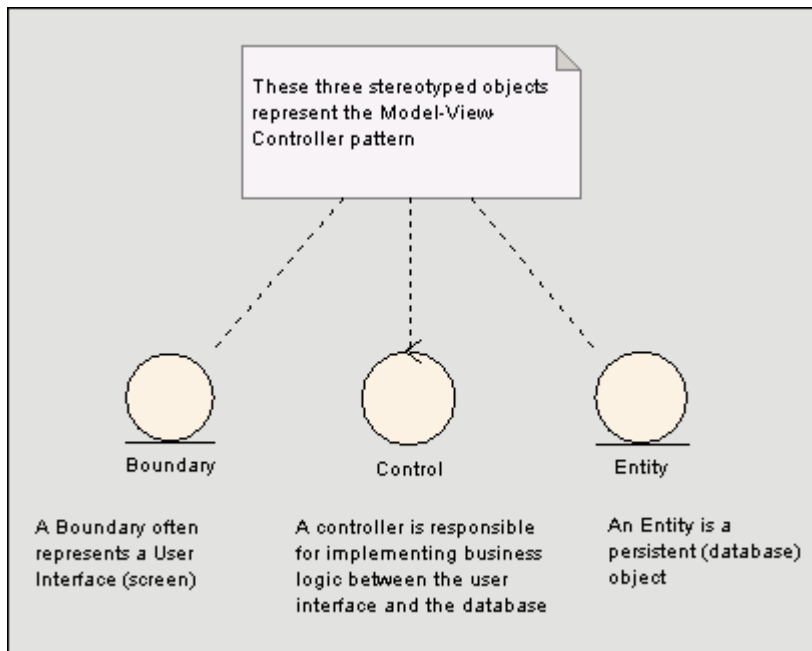 These three stereotyped objects
represent the Model-View
Controller pattern
Boundary
Control
Entity
A Boundary often
represents a User
Interface (screen)
A controller is responsible
for implementing business
logic between the user
interface and the database
An Entity is a
persistent (database)
object